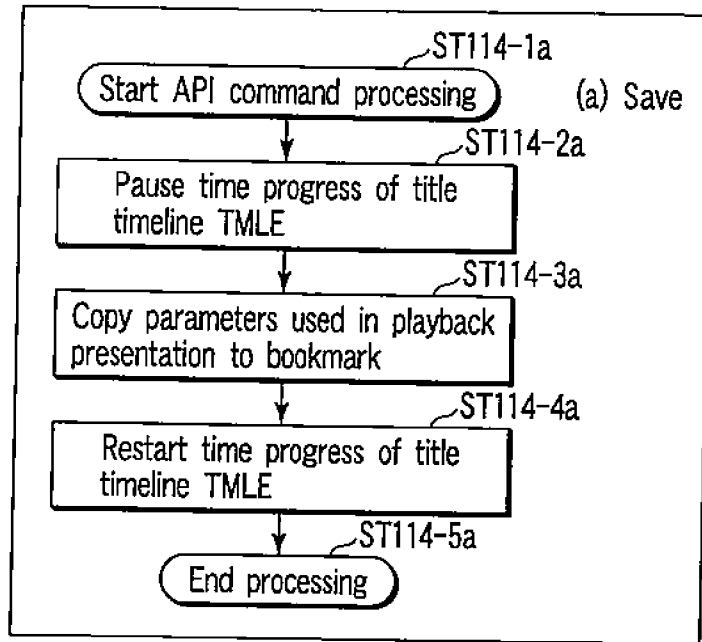 ST114-1a
Start API command processing
(a) Save
ST114-2a
Pause time progress of title
timeline TMLE
ST114-3a
Copy parameters used in playback
presentation to bookmark
ST114-4a
Restart time progress of title
timeline TMLE
ST114-5a
End processing